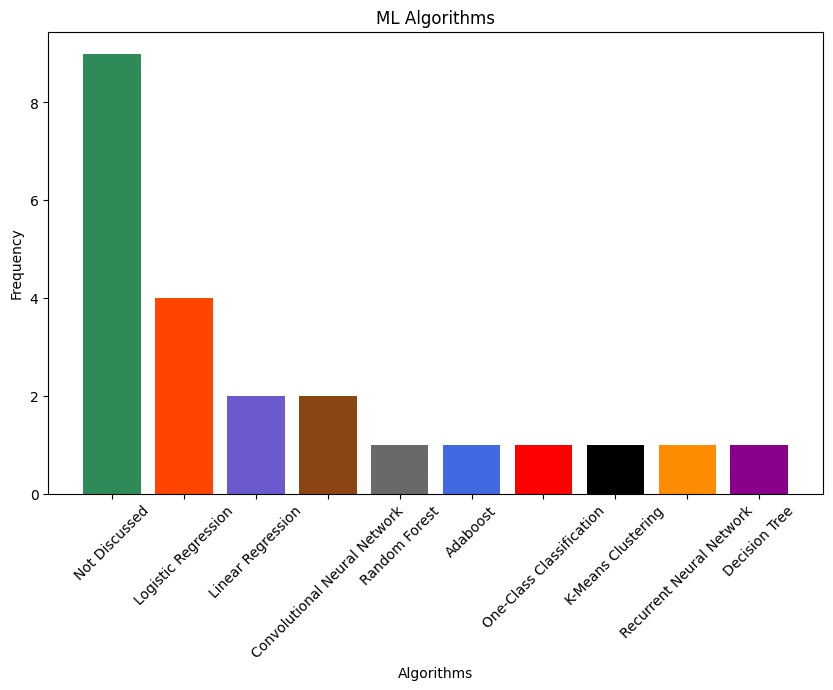 ML Algorithms
Frequency
8
6
4
2
0
Not Discussed
Logistic Regression
Linear Regression
Convolutional Neural Network
Random Forest
Adaboost
One-Class Classification
K-Means Clustering
Recurrent Neural Network
Decision Tree
Algorithms